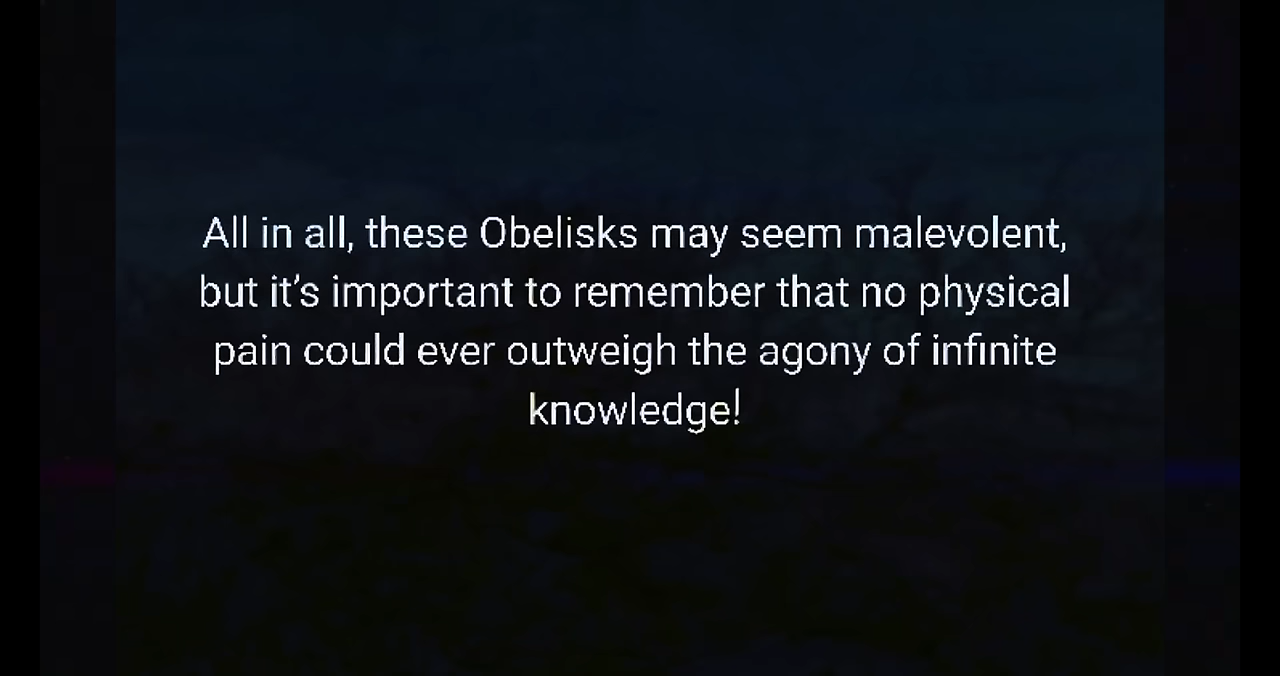 All in all, these Obelisks may seem malevolent,
but it’s important to remember that no physical
pain could ever outweigh the agony of infinite
knowledge!